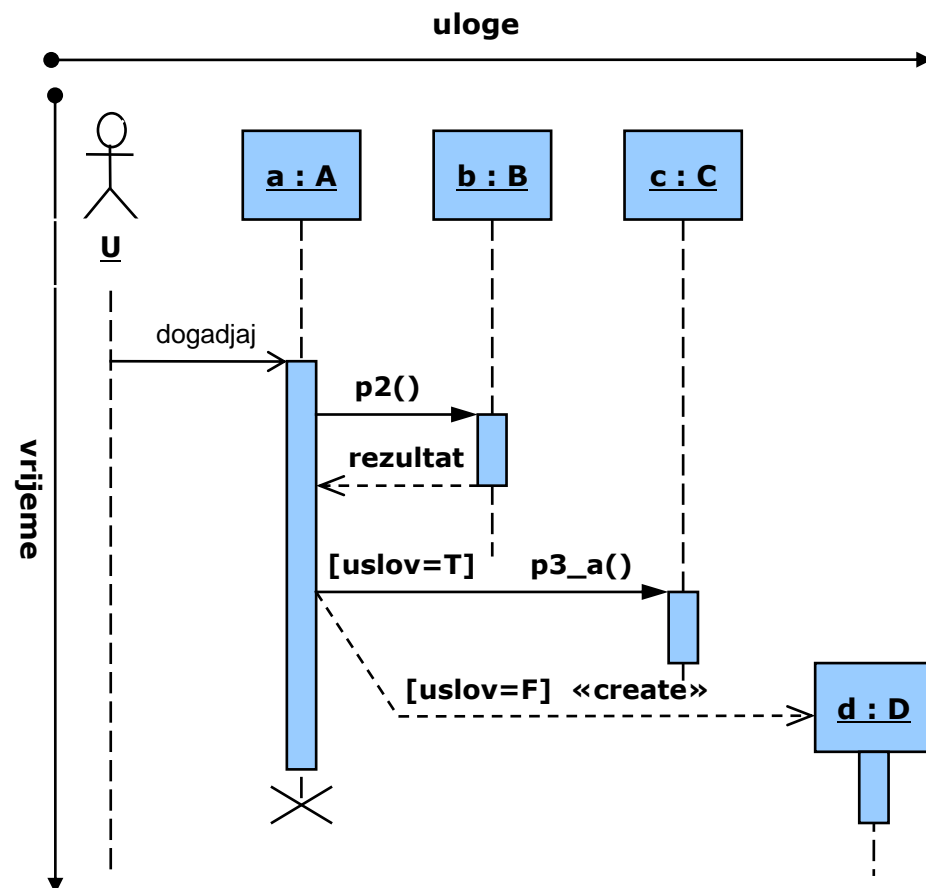 uloge
a : A
b : B
c : C
U
dogadjaj
p2()
rezultat
vrijeme
[uslov=T] p3_a()
[uslov=F] «create»
d : D